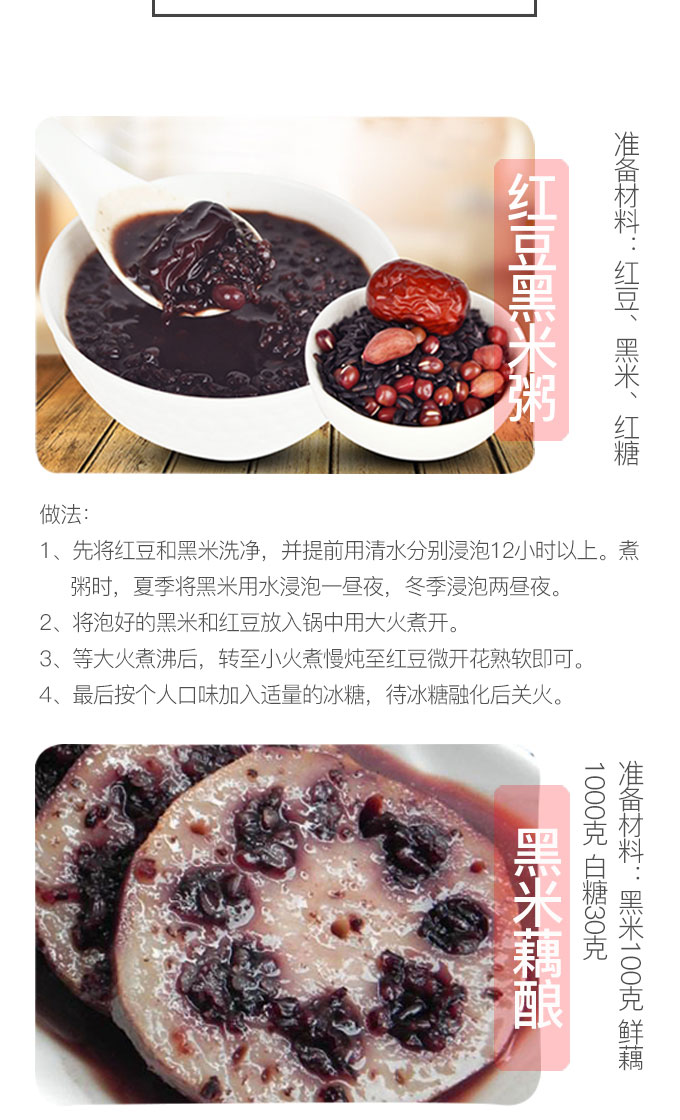 红豆黑米粥
准备材料：红豆、黑米、红糖
做法：
1、先将红豆和黑米洗净，并提前用清水分别浸泡12小时以上。煮
粥时，夏季将黑米用水浸泡一昼夜，冬季浸泡两昼夜。
2、将泡好的黑米和红豆放入锅中用大火煮开。
3、等大火煮沸后，转至小火煮慢炖至红豆微开花熟软即可。
4、最后按个人口味加入适量的冰糖，待冰糖融化后关火。
黑米藕酿
准备材料：黑米100克 鲜藕
1000克 白糖30克